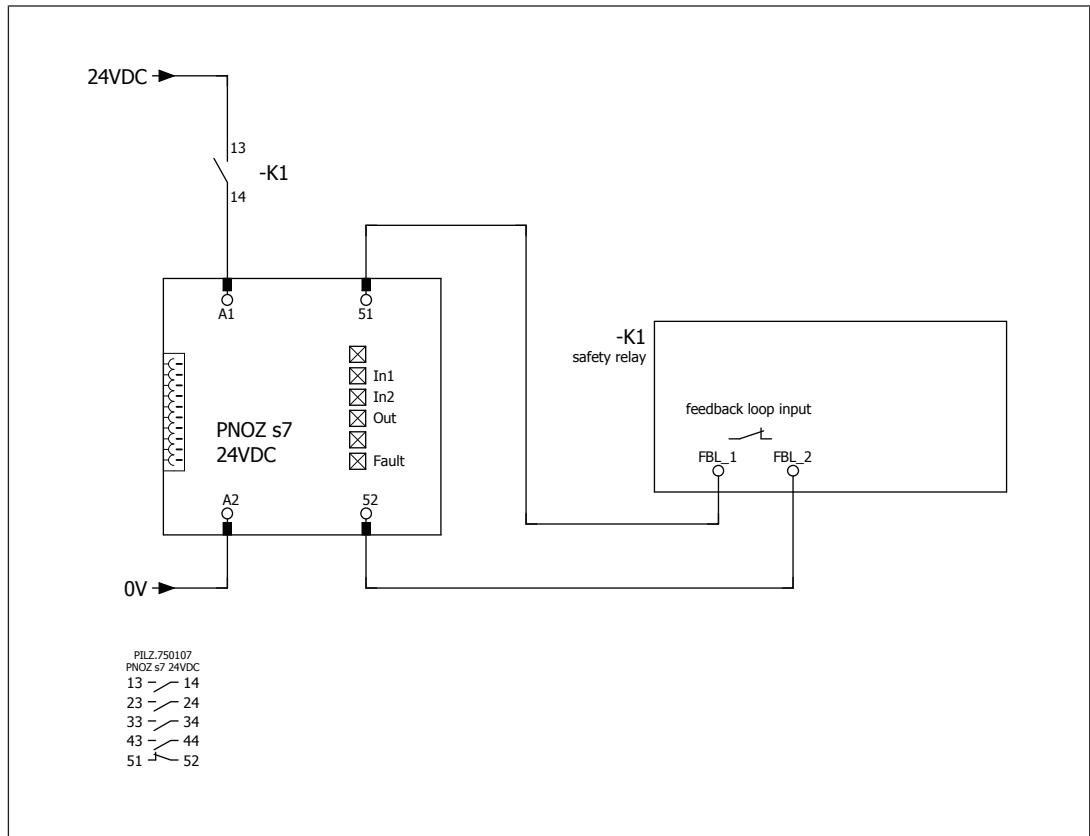 24VDC
13
-K1
14
A1
51
-K1
safety relay
In1
In2
Out
Fault
PNOZ s7
24VDC
feedback loop input
FBL_1 FBL_2
A2
52
0V
PILZ.750107
PNOZ s7 24VDC
13 14
23 24
33 34
43 44
51 52